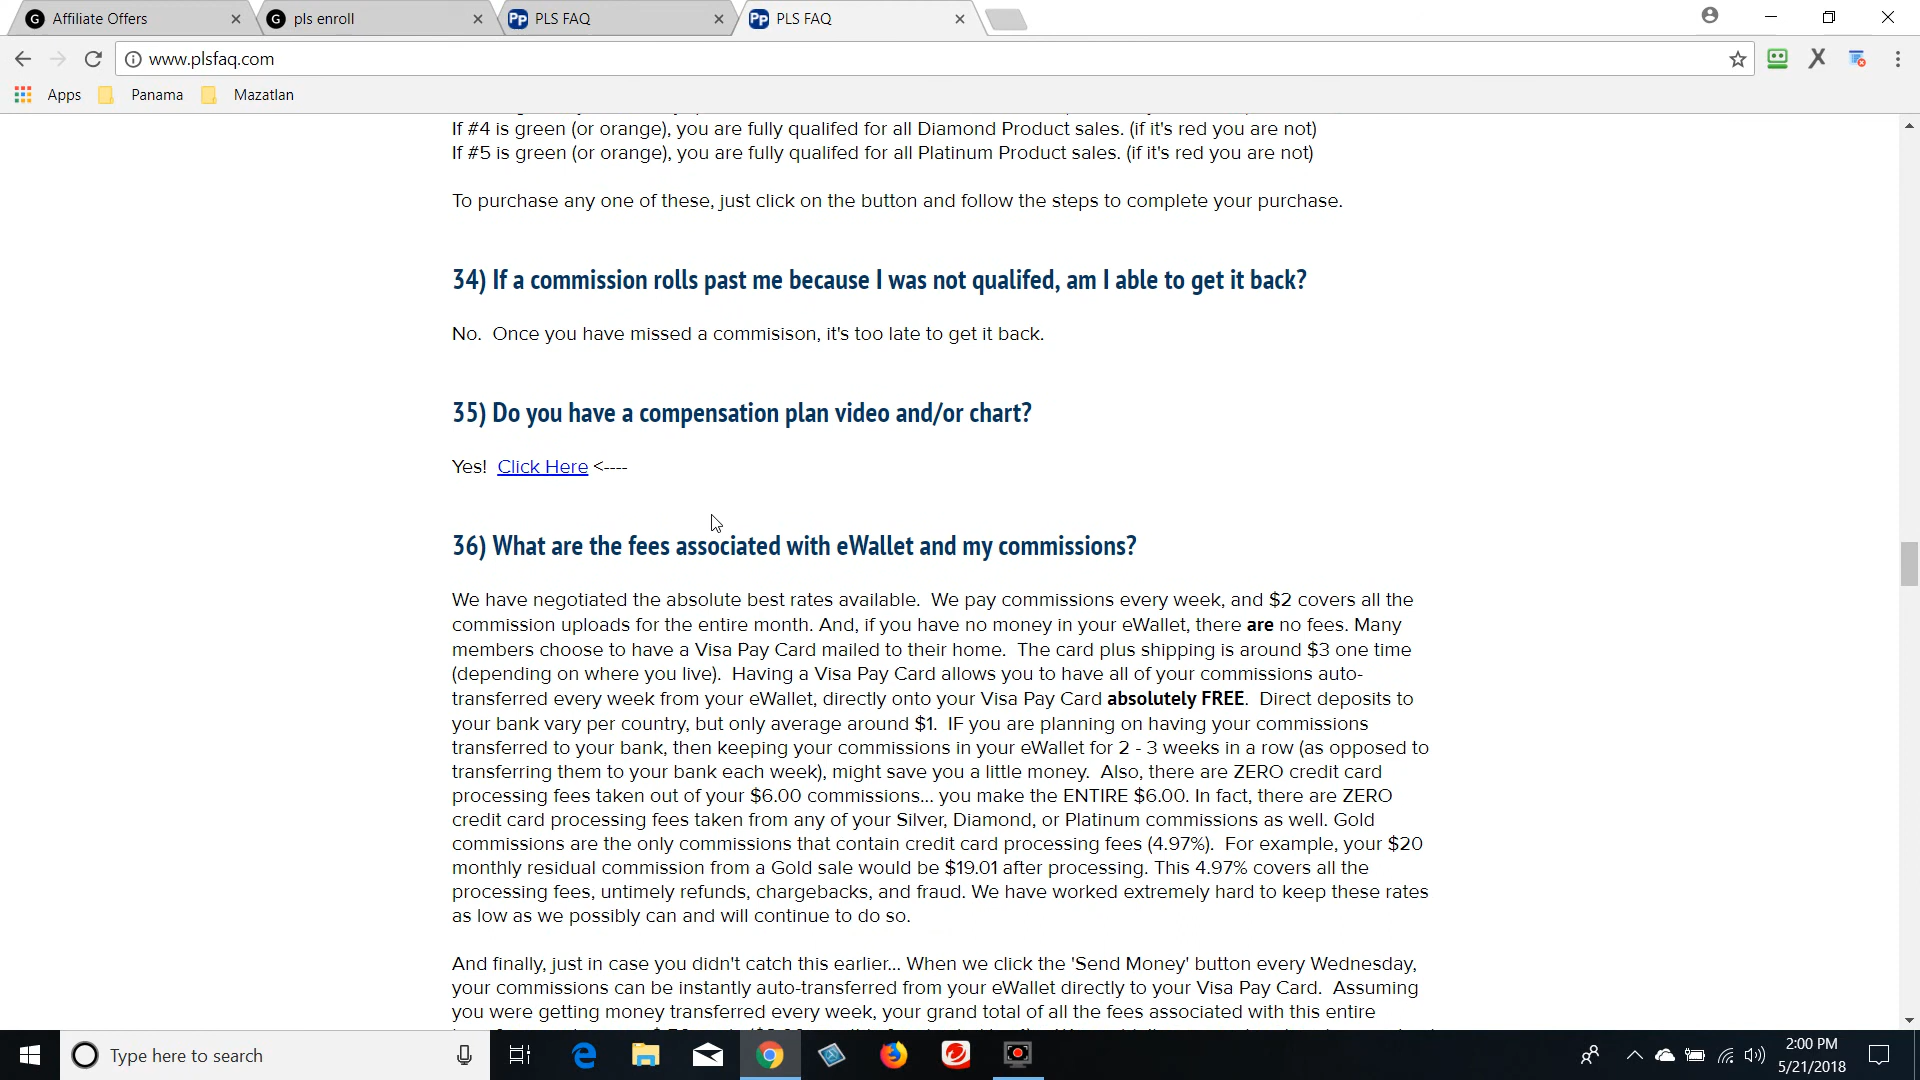 Affiliate Offers
pls enroll
PLS FAQ
PLS FAQ
www.plsfaq.com
Apps
Panama
Mazatlan
If #4 is green (or orange), you are fully qualifed for all Diamond Product sales. (if it's red you are not)
If #5 is green (or orange), you are fully qualifed for all Platinum Product sales. (if it's red you are not)
To purchase any one of these, just click on the button and follow the steps to complete your purchase.
34) If a commission rolls past me because I was not qualifed, am I able to get it back?
No. Once you have missed a commisison, it's too late to get it back.
35) Do you have a compensation plan video and/or chart?
Yes! Click Here <----
36) What are the fees associated with eWallet and my commissions?
We have negotiated the absolute best rates available. We pay commissions every week, and $2 covers all the
commission uploads for the entire month. And, if you have no money in your eWallet, there are no fees. Many
members choose to have a Visa Pay Card mailed to their home. The card plus shipping is around $3 one time
(depending on where you live). Having a Visa Pay Card allows you to have all of your commissions auto-
transferred every week from your eWallet, directly onto your Visa Pay Card absolutely FREE. Direct deposits to
your bank vary per country, but only average around $1. IF you are planning on having your commissions
transferred to your bank, then keeping your commissions in your eWallet for 2 - 3 weeks in a row (as opposed to
transferring them to your bank each week), might save you a little money. Also, there are ZERO credit card
processing fees taken out of your $6.00 commissions... you make the ENTIRE $6.00. In fact, there are ZERO
credit card processing fees taken from any of your Silver, Diamond, or Platinum commissions as well. Gold
commissions are the only commissions that contain credit card processing fees (4.97%). For example, your $20
monthly residual commission from a Gold sale would be $19.01 after processing. This 4.97% covers all the
processing fees, untimely refunds, chargebacks, and fraud. We have worked extremely hard to keep these rates
as low as we possibly can and will continue to do so.
And finally, just in case you didn't catch this earlier... When we click the 'Send Money' button every Wednesday,
your commissions can be instantly auto-transferred from your eWallet directly to your Visa Pay Card. Assuming
you were getting money transferred every week, your grand total of all the fees associated with this entire
Type here to search
2:00 PM
5/21/2018